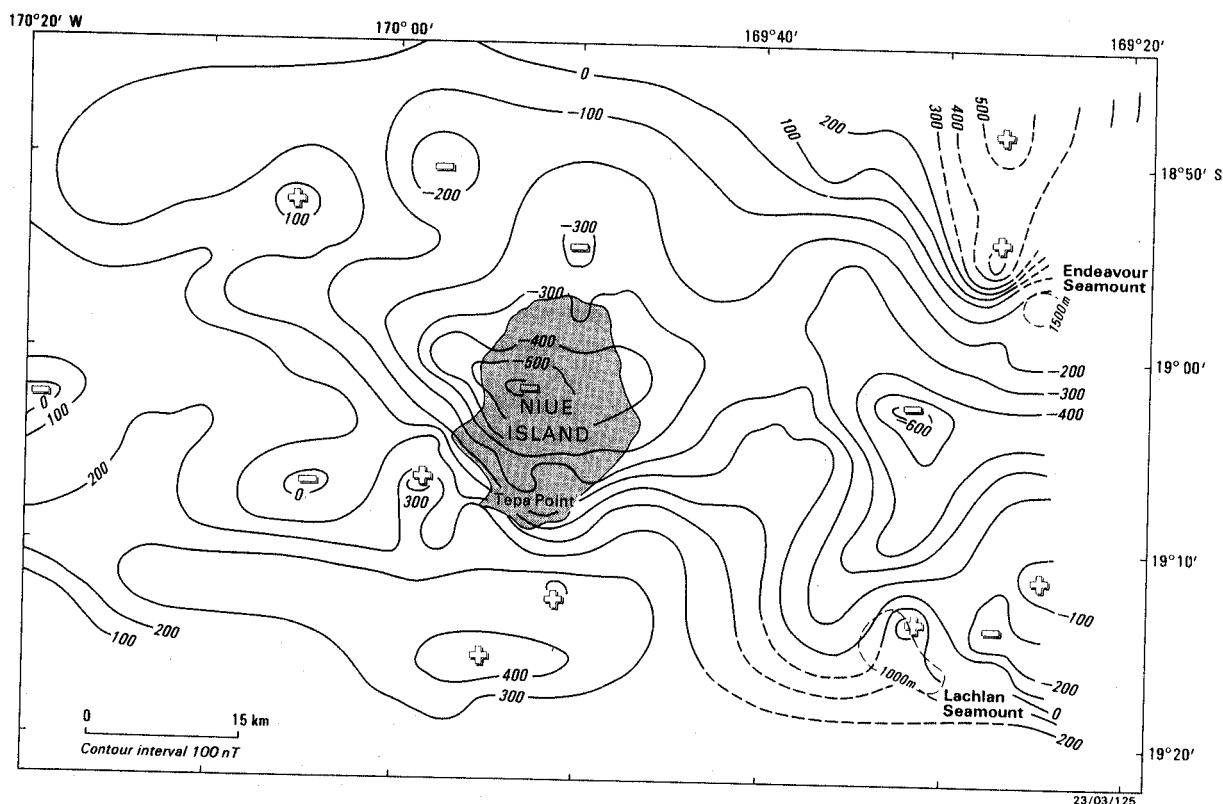 170° 20' W
170° 00'
169° 40'
169° 20'
0
-100
100
200
300
400
500
-200
100
18° 50' S
-300
Endeavour
Seamount
1500m
-300
-400
-500
-200
19° 00'
-300
-400
0
100
-600
NIUE
ISLAND
200
0
300
Tepa Point
19° 10'
-100
100
200
400
300
1000m
-200
0
200
Lachlan
Seamount
0
15 km
Contour interval 100 nT
19° 20'
23/03/125